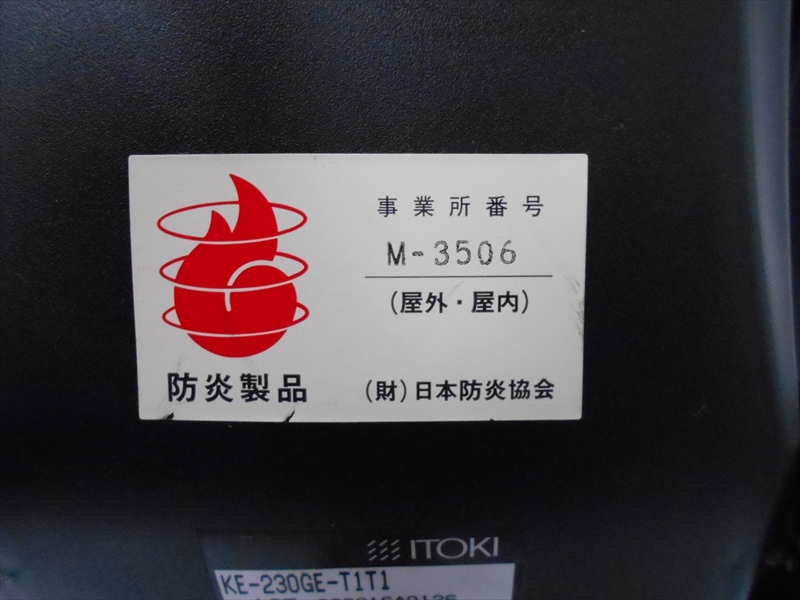 事業所番号
M-3506
(屋外・屋内)
防炎製品
(財)日本防炎協会
ITOKI
KE-230GE-T1T1